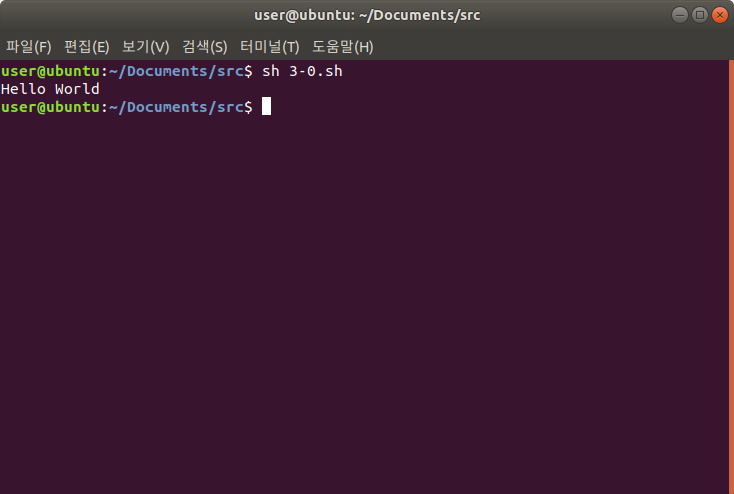 user@ubuntu: ~/Documents/src
파일(F) 편집(E) 보기(V) 검색(S) 터미널(T) 도움말(H)
user@ubuntu:~/Documents/src$ sh 3-0.sh
Hello World
user@ubuntu:~/Documents/src$